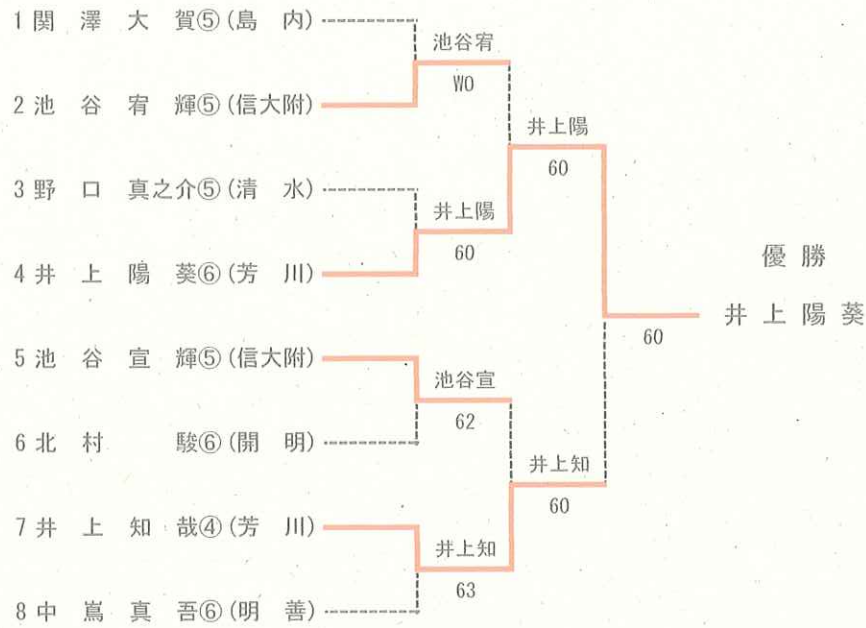 1 関澤大賀⑤(島内)
池谷宥
WO
2 池谷宥輝⑤(信大附)
井上陽
60
3 野口真之介⑤(清水)
井上陽
60
4 井上陽葵⑥(芳川)
優勝
井上陽葵
60
5 池谷宣輝⑤(信大附)
池谷宣
62
6 北村駿⑥(開明)
井上知
60
7 井上知哉④(芳川)
井上知
63
8 中嶌真吾⑥(明善)